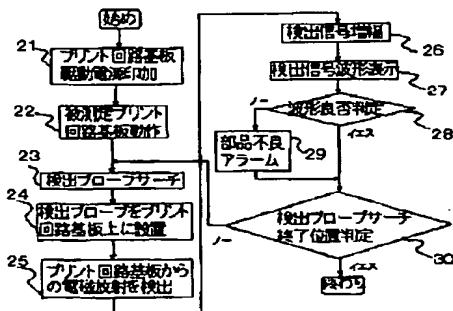 始め
21
プリント回路基板
駆動電源印加
22
被測定プリント
回路基板動作
23
検出プローブサーチ
24
検出プローブをプリント
回路基板上に設置
25
プリント回路基板から
の電磁放射を検出
検出信号増幅
26
検出信号波形表示
27
波形良否判定
28
ノー
イエス
部品不良
アラーム
29
検出プローブサーチ
終了位置判定
30
ノー
イエス
終わり